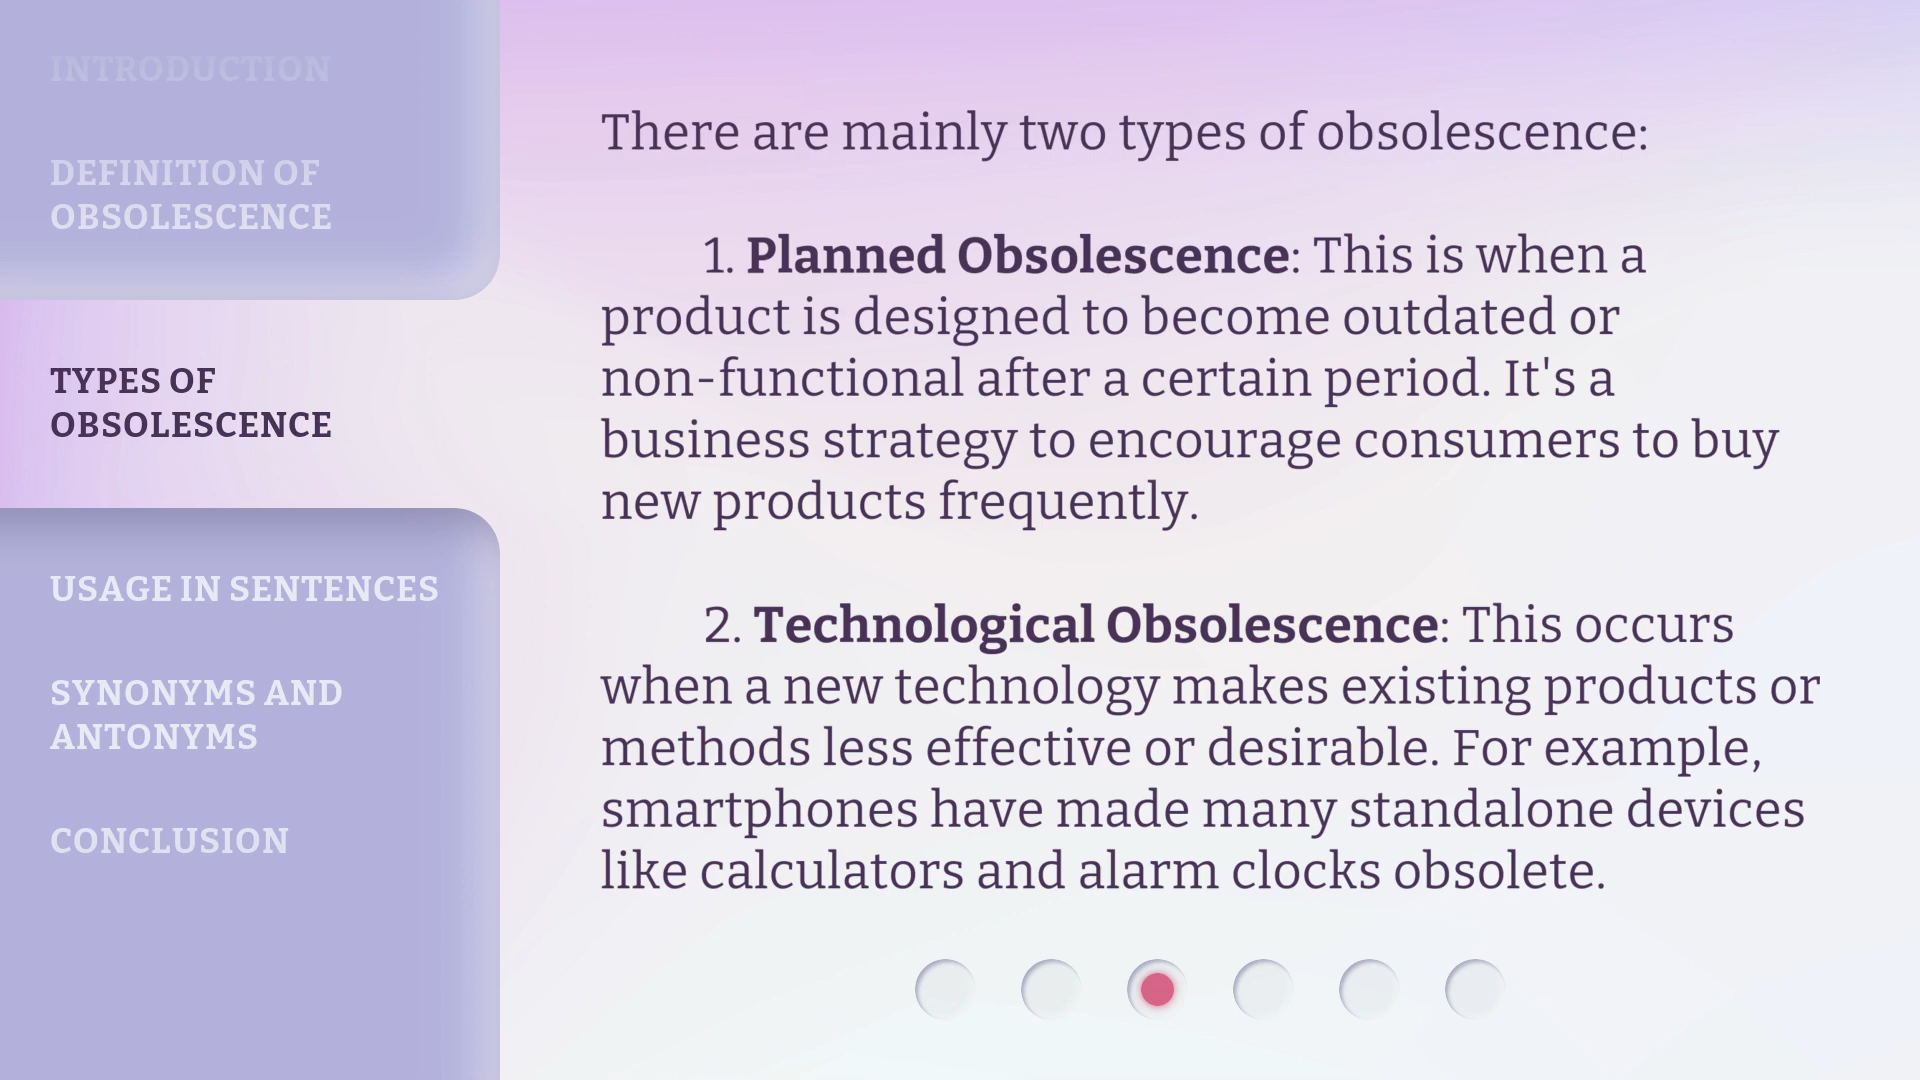 INTRODUCTION
DEFINITION OF
OBSOLESCENCE
TYPES OF
OBSOLESCENCE
USAGE IN SENTENCES
SYNONYMS AND
ANTONYMS
CONCLUSION
There are mainly two types of obsolescence:
1. Planned Obsolescence: This is when a
product is designed to become outdated or
non-functional after a certain period. It's a
business strategy to encourage consumers to buy
new products frequently.
2. Technological Obsolescence: This occurs
when a new technology makes existing products or
methods less effective or desirable. For example,
smartphones have made many standalone devices
like calculators and alarm clocks obsolete.